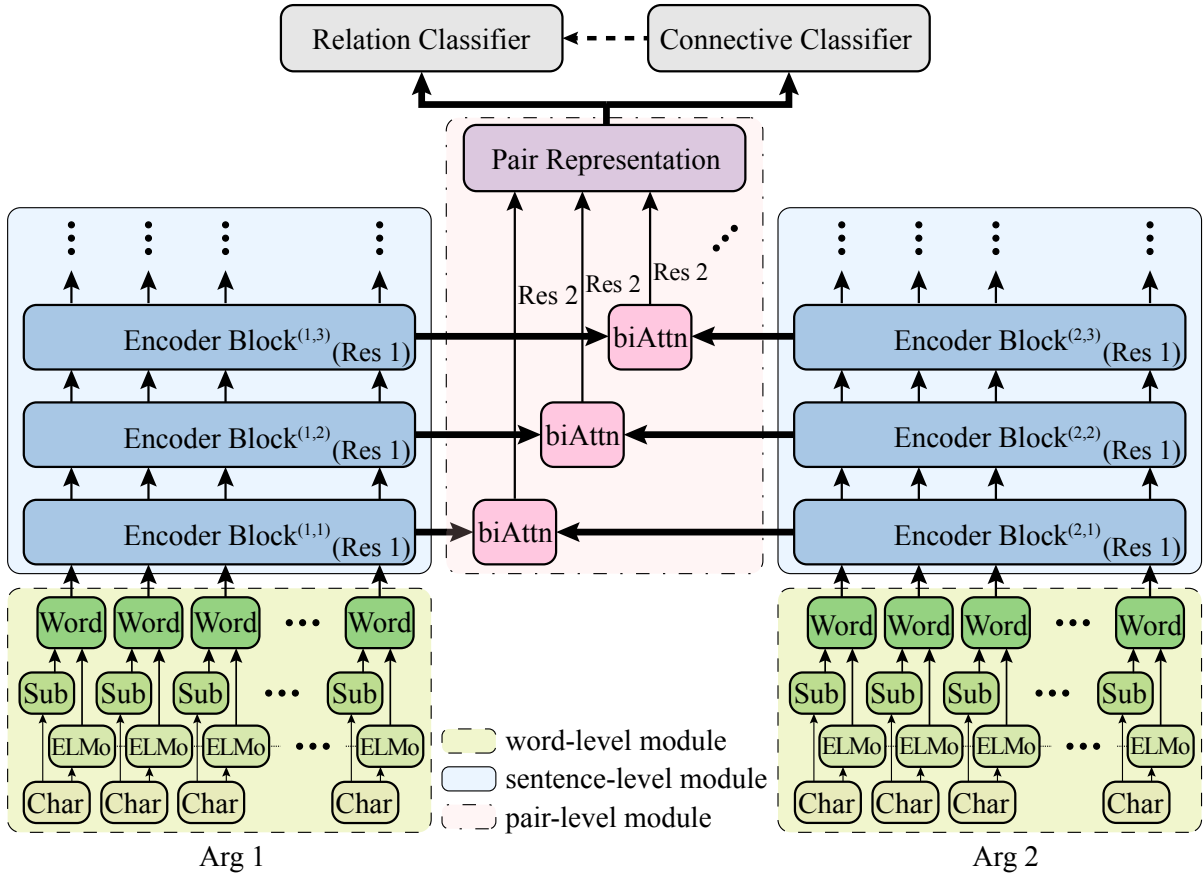 Relation Classifier
Connective Classifier
Pair Representation
Res 2
Res 2
Res 2
Encoder Block(1,3) (Res 1)
biAttn
Encoder Block(2,3) (Res 1)
Encoder Block(1,2) (Res 1)
biAttn
Encoder Block(2,2) (Res 1)
Encoder Block(1,1) (Res 1)
biAttn
Encoder Block(2,1) (Res 1)
Word Word Word Word
Word Word Word Word
Sub Sub Sub Sub
Sub Sub Sub Sub
ELMo ELMo ELMo ELMo
ELMo ELMo ELMo ELMo
Char Char Char Char
Char Char Char Char
word-level module
sentence-level module
pair-level module
Arg 1
Arg 2